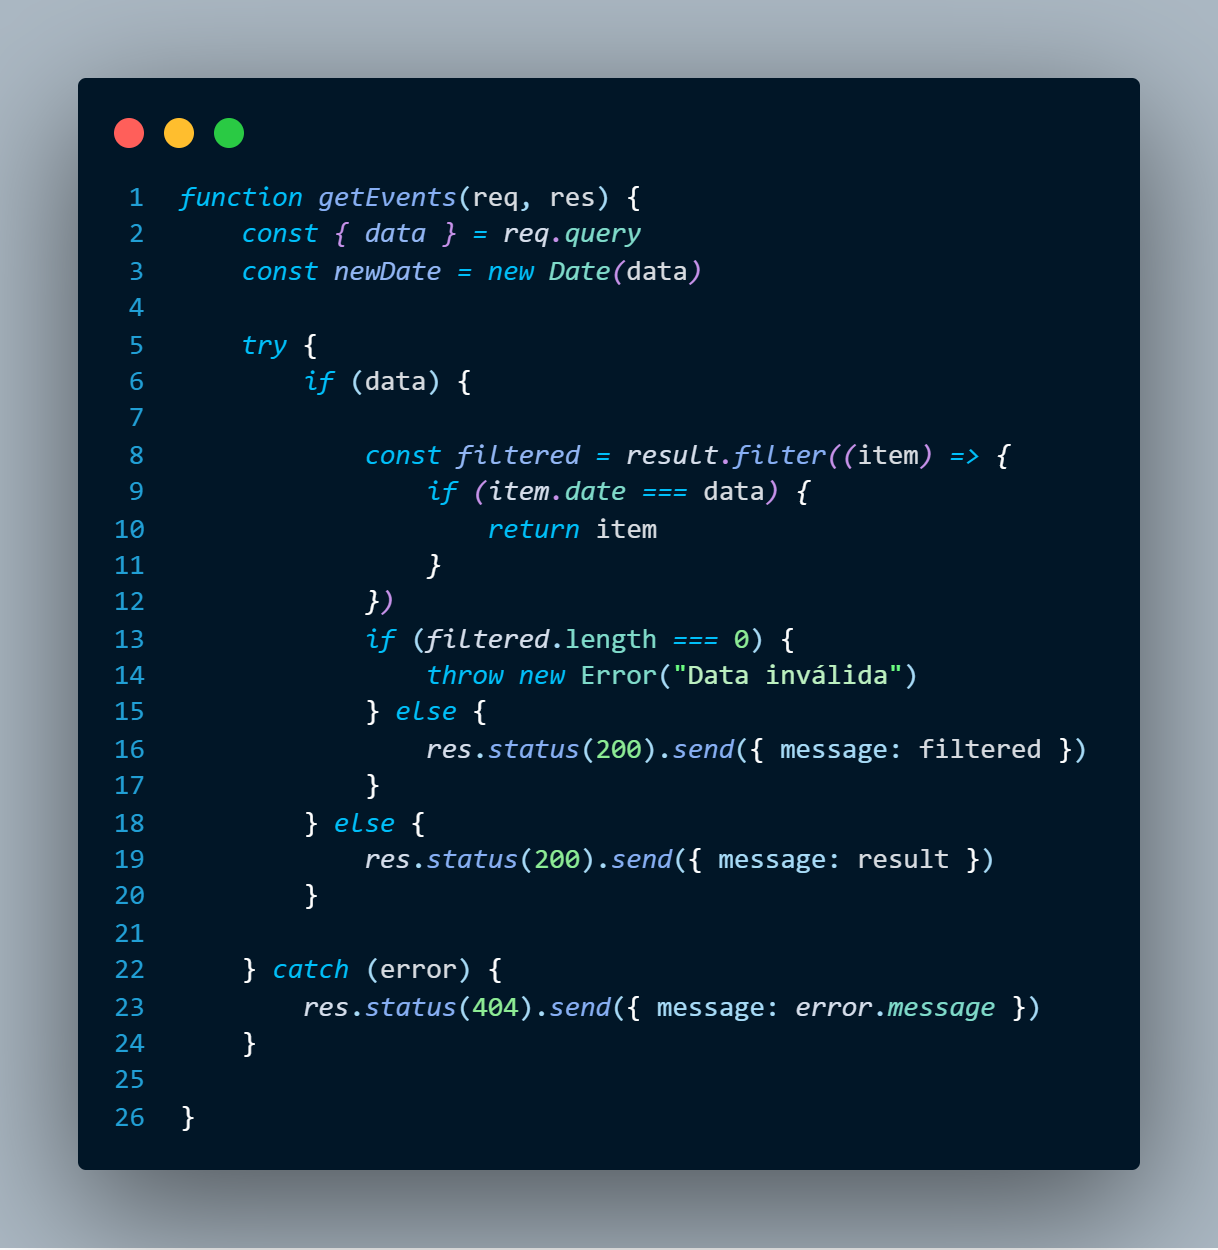 1 function getEvents(req, res) {
2     const { data } = req.query
3     const newDate = new Date(data)
4
5     try {
6         if (data) {
7
8             const filtered = result.filter((item) => {
9                 if (item.date === data) {
10                     return item
11                 }
12             })
13             if (filtered.length === 0) {
14                 throw new Error("Data inválida")
15             } else {
16                 res.status(200).send({ message: filtered })
17             }
18         } else {
19             res.status(200).send({ message: result })
20         }
21
22     } catch (error) {
23         res.status(404).send({ message: error.message })
24     }
25
26 }